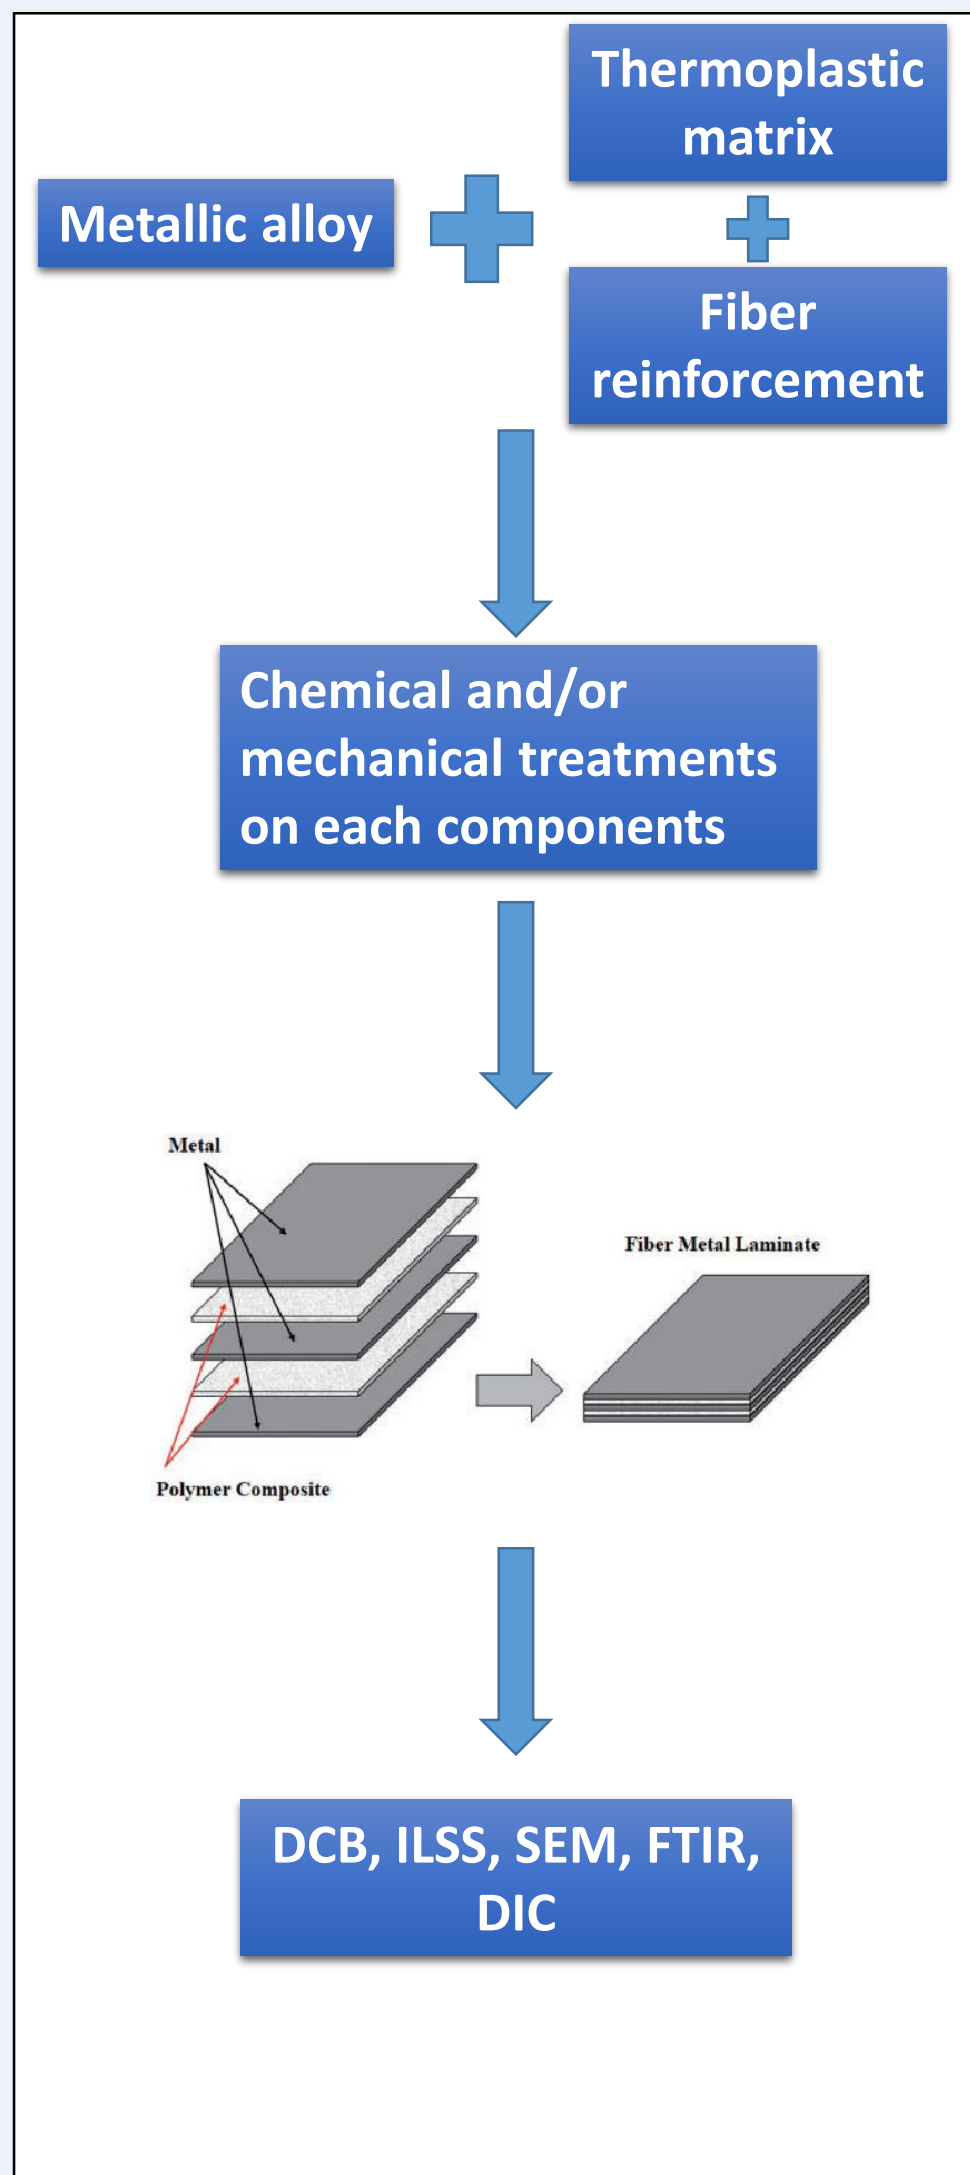 Thermoplastic
matrix
Metallic alloy
Fiber
reinforcement
Chemical and/or
mechanical treatments
on each components
Metal
Fiber Metal Laminate
Polymer Composite
DCB, ILSS, SEM, FTIR,
DIC